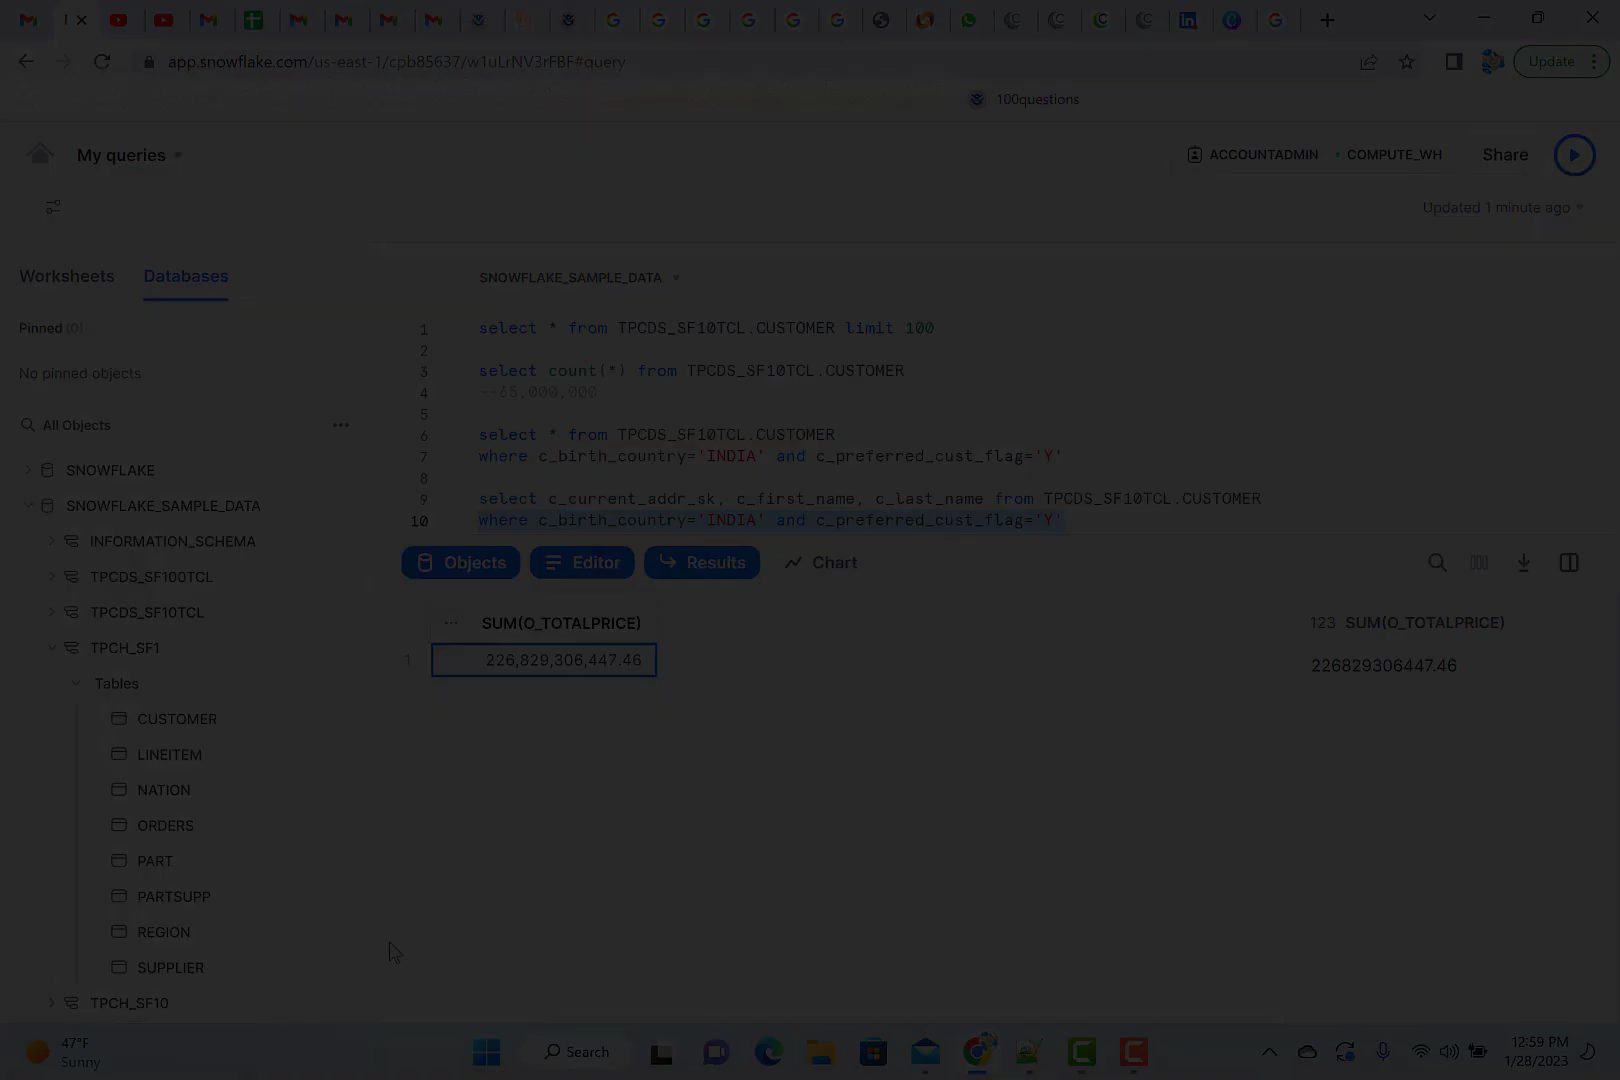 app.snowflake.com/us-east-1/cpb85637/w1uLrNV3rFBF#query
Update
100questions
My queries
ACCOUNTADMIN
COMPUTE_WH
Share
Updated 1 minute ago
Worksheets
Databases
SNOWFLAKE_SAMPLE_DATA
Pinned (0)
No pinned objects
All Objects
SNOWFLAKE
SNOWFLAKE_SAMPLE_DATA
INFORMATION_SCHEMA
TPCDS_SF100TCL
TPCDS_SF10TCL
TPCH_SF1
Tables
CUSTOMER
LINEITEM
NATION
ORDERS
PART
PARTSUPP
REGION
SUPPLIER
TPCH_SF10
1 select * from TPCDS_SF10TCL.CUSTOMER limit 100
2
3 select count(*) from TPCDS_SF10TCL.CUSTOMER
4 --65,000,000
5
6 select * from TPCDS_SF10TCL.CUSTOMER
7 where c_birth_country='INDIA' and c_preferred_cust_flag='Y'
8
9 select c_current_addr_sk, c_first_name, c_last_name from TPCDS_SF10TCL.CUSTOMER
10 where c_birth_country='INDIA' and c_preferred_cust_flag='Y'
Objects
Editor
Results
Chart
SUM(O_TOTALPRICE)
1 226,829,306,447.46
123 SUM(O_TOTALPRICE)
226829306447.46
47°F
Sunny
Search
12:59 PM
1/28/2023